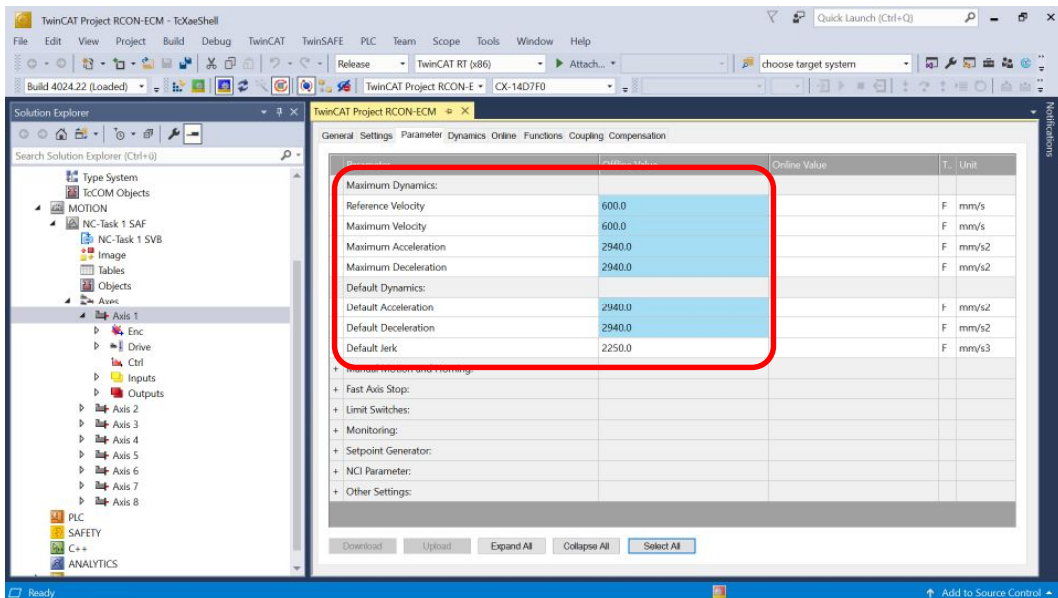 TwinCAT Project RCON-ECM - TcXaeShell
Quick Launch (Ctrl+Q)
File Edit View Project Build Debug TwinCAT TwinSAFE PLC Team Scope Tools Window Help
Release TwinCAT RT (x86) Attach... choose target system
Build 4024.22 (Loaded) TwinCAT Project RCON-E CX-14D7F0
Solution Explorer
Search Solution Explorer (Ctrl+ü)
Type System
TcCOM Objects
MOTION
NC-Task 1 SAF
NC-Task 1 SVB
Image
Tables
Objects
Axes
Axis 1
Enc
Drive
Ctrl
Inputs
Outputs
Axis 2
Axis 3
Axis 4
Axis 5
Axis 6
Axis 7
Axis 8
PLC
SAFETY
C++
ANALYTICS
TwinCAT Project RCON-ECM
General Settings Parameter Dynamics Online Functions Coupling Compensation
Parameter Offline Value Online Value T.. Unit
Maximum Dynamics:
Reference Velocity 600.0 F mm/s
Maximum Velocity 600.0 F mm/s
Maximum Acceleration 2940.0 F mm/s2
Maximum Deceleration 2940.0 F mm/s2
Default Dynamics:
Default Acceleration 2940.0 F mm/s2
Default Deceleration 2940.0 F mm/s2
Default Jerk 2250.0 F mm/s3
+ Manual Motion and Homing:
+ Fast Axis Stop:
+ Limit Switches:
+ Monitoring:
+ Setpoint Generator:
+ NCI Parameter:
+ Other Settings:
Download Upload Expand All Collapse All Select All
Notifications
Ready
Add to Source Control